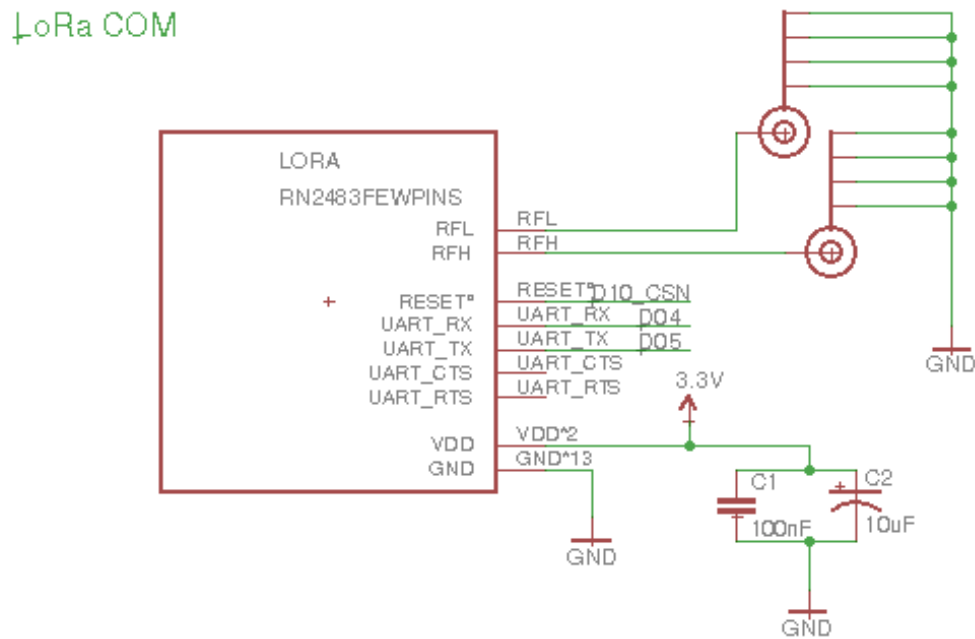 LoRa COM
LORA
RN2483FEWPINS
RFL RFL
RFH RFH
RESET° RESET° D10_CSN
UART_RX UART_RX D04
UART_TX UART_TX D05
UART_CTS UART_CTS
UART_RTS UART_RTS
GND
3.3V
VDD VDD*2
GND GND*13
C1 C2
100nF 10uF
GND
GND